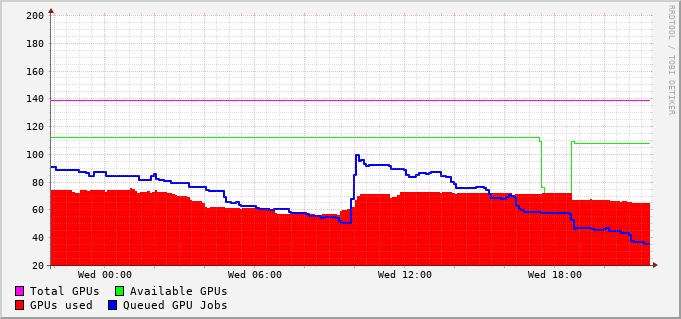 200
180
160
140
120
100
80
60
40
20
Wed 00:00 Wed 06:00 Wed 12:00 Wed 18:00
Total GPUs Available GPUs
GPUs used Queued GPU Jobs
RRDTOOL / TOBI OETIKER